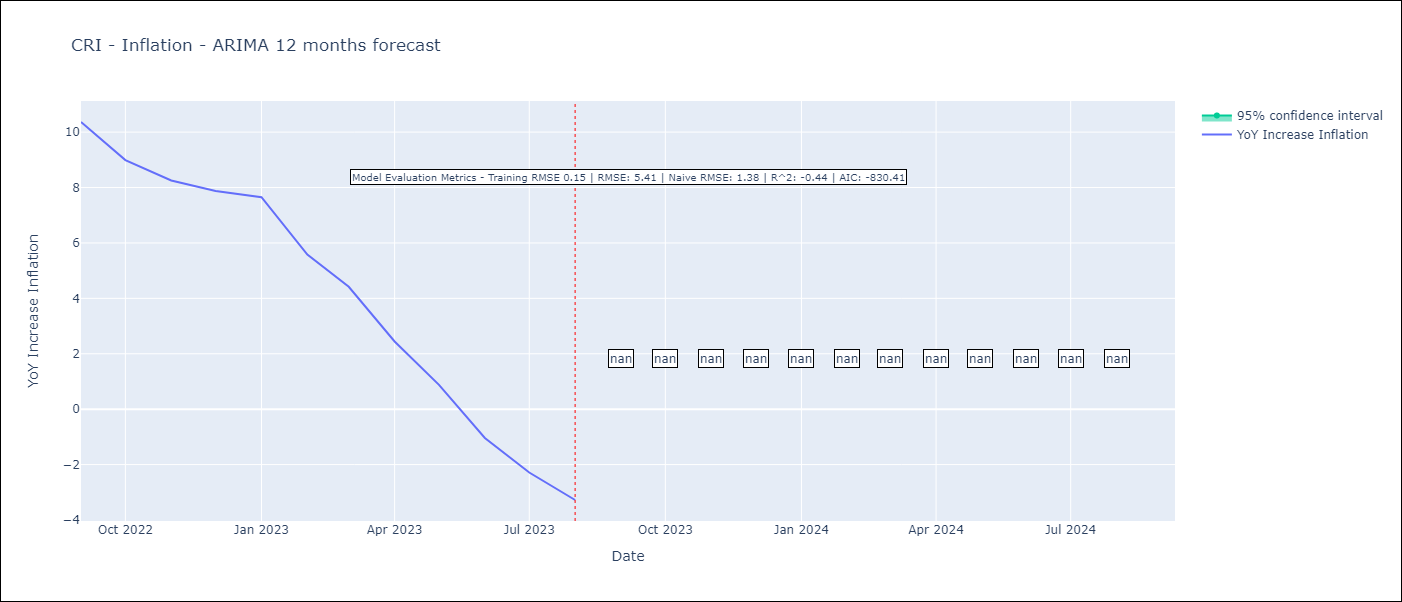 CRI - Inflation - ARIMA 12 months forecast
95% confidence interval
YoY Increase Inflation
Model Evaluation Metrics - Training RMSE 0.15 | RMSE: 5.41 | Naive RMSE: 1.38 | R^2: -0.44 | AIC: -830.41
YoY Increase Inflation
10
8
6
4
2
0
−2
−4
nan nan nan nan nan nan nan nan nan nan nan nan
Oct 2022 Jan 2023 Apr 2023 Jul 2023 Oct 2023 Jan 2024 Apr 2024 Jul 2024
Date